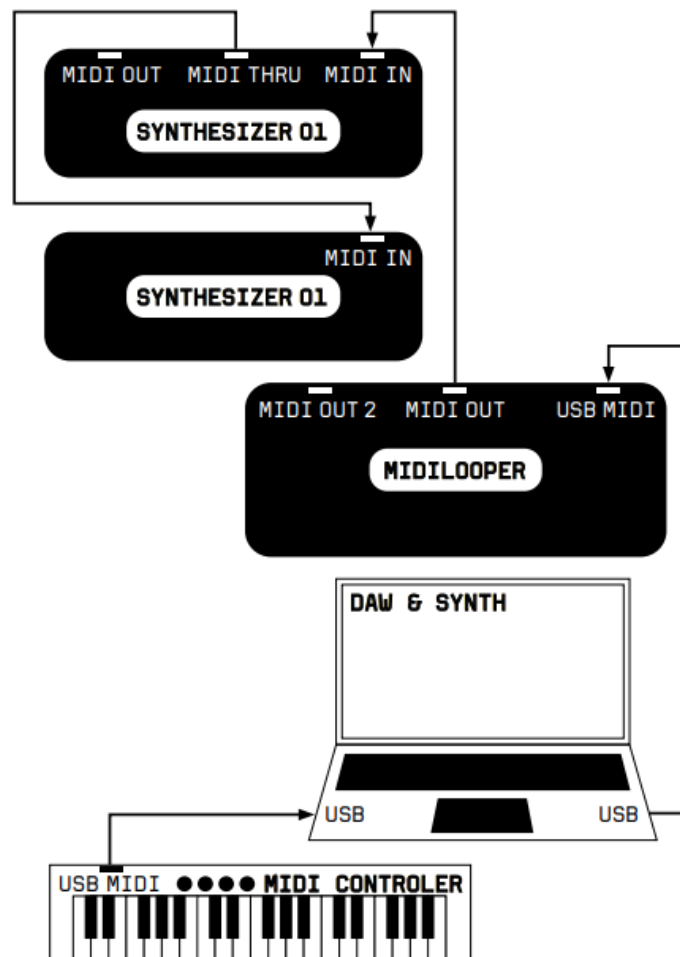 MIDI OUT MIDI THRU MIDI IN
SYNTHESIZER 01
MIDI IN
SYNTHESIZER 01
MIDI OUT 2 MIDI OUT USB MIDI
MIDILOOPER
DAW & SYNTH
USB USB
USB MIDI MIDI CONTROLER